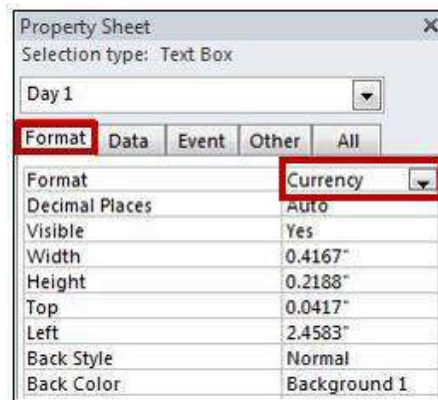 Property Sheet
Selection type: Text Box
Day 1
Format Data Event Other All
Format Currency
Decimal Places Auto
Visible Yes
Width 0.4167"
Height 0.2188"
Top 0.0417"
Left 2.4583"
Back Style Normal
Back Color Background 1